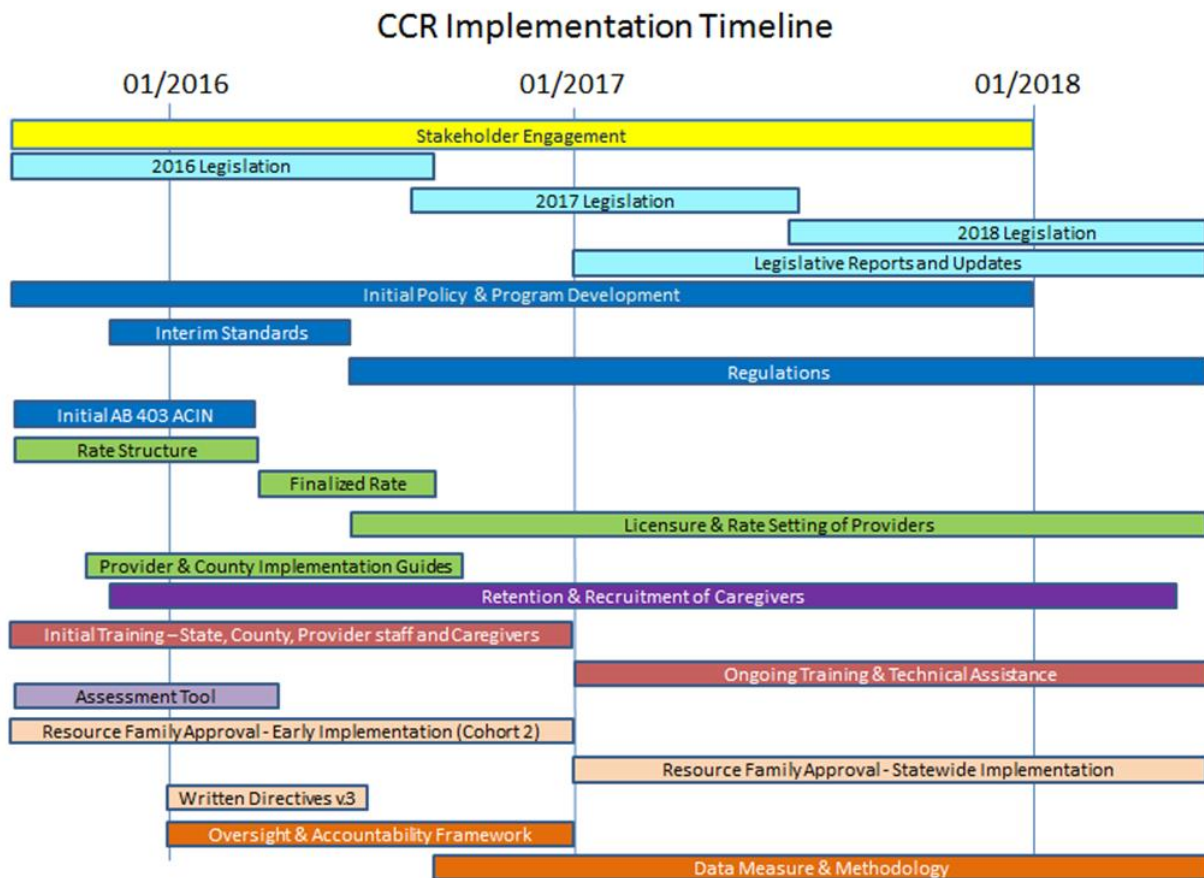 CCR Implementation Timeline
01/2016
01/2017
01/2018
Stakeholder Engagement
2016 Legislation
2017 Legislation
2018 Legislation
Legislative Reports and Updates
Initial Policy & Program Development
Interim Standards
Regulations
Initial AB 403 ACIN
Rate Structure
Finalized Rate
Licensure & Rate Setting of Providers
Provider & County Implementation Guides
Retention & Recruitment of Caregivers
Initial Training – State, County, Provider staff and Caregivers
Ongoing Training & Technical Assistance
Assessment Tool
Resource Family Approval - Early Implementation (Cohort 2)
Resource Family Approval - Statewide Implementation
Written Directives v.3
Oversight & Accountability Framework
Data Measure & Methodology